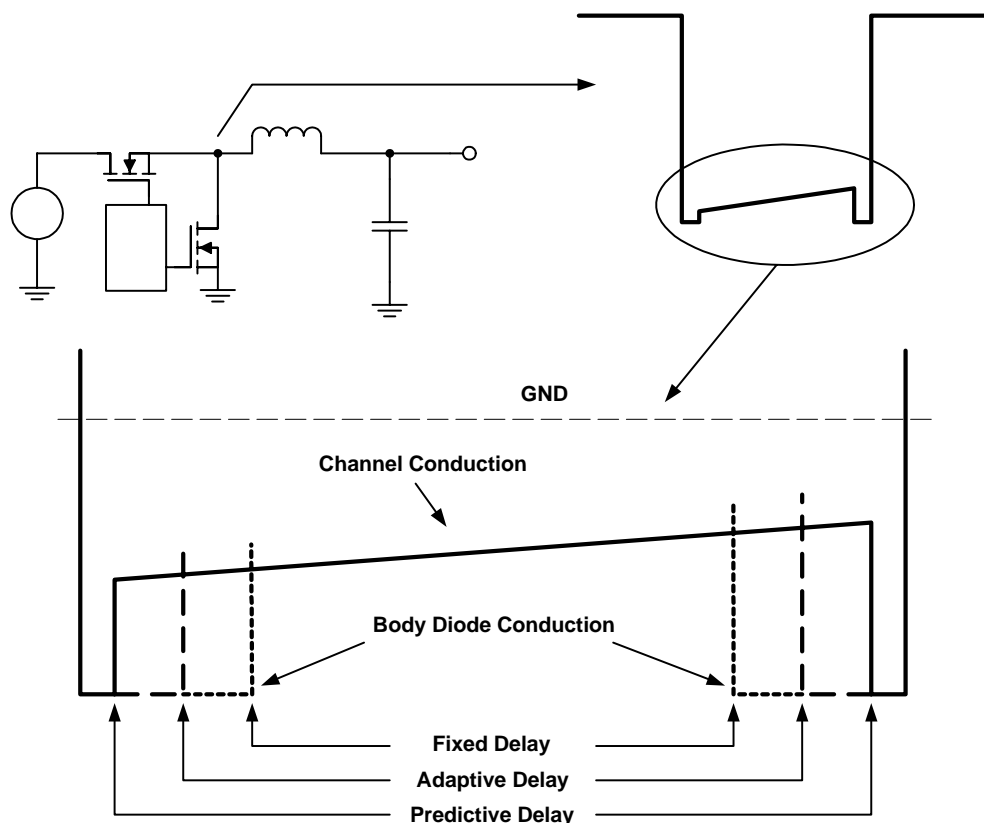 GND
Channel Conduction
Body Diode Conduction
Fixed Delay
Adaptive Delay
Predictive Delay